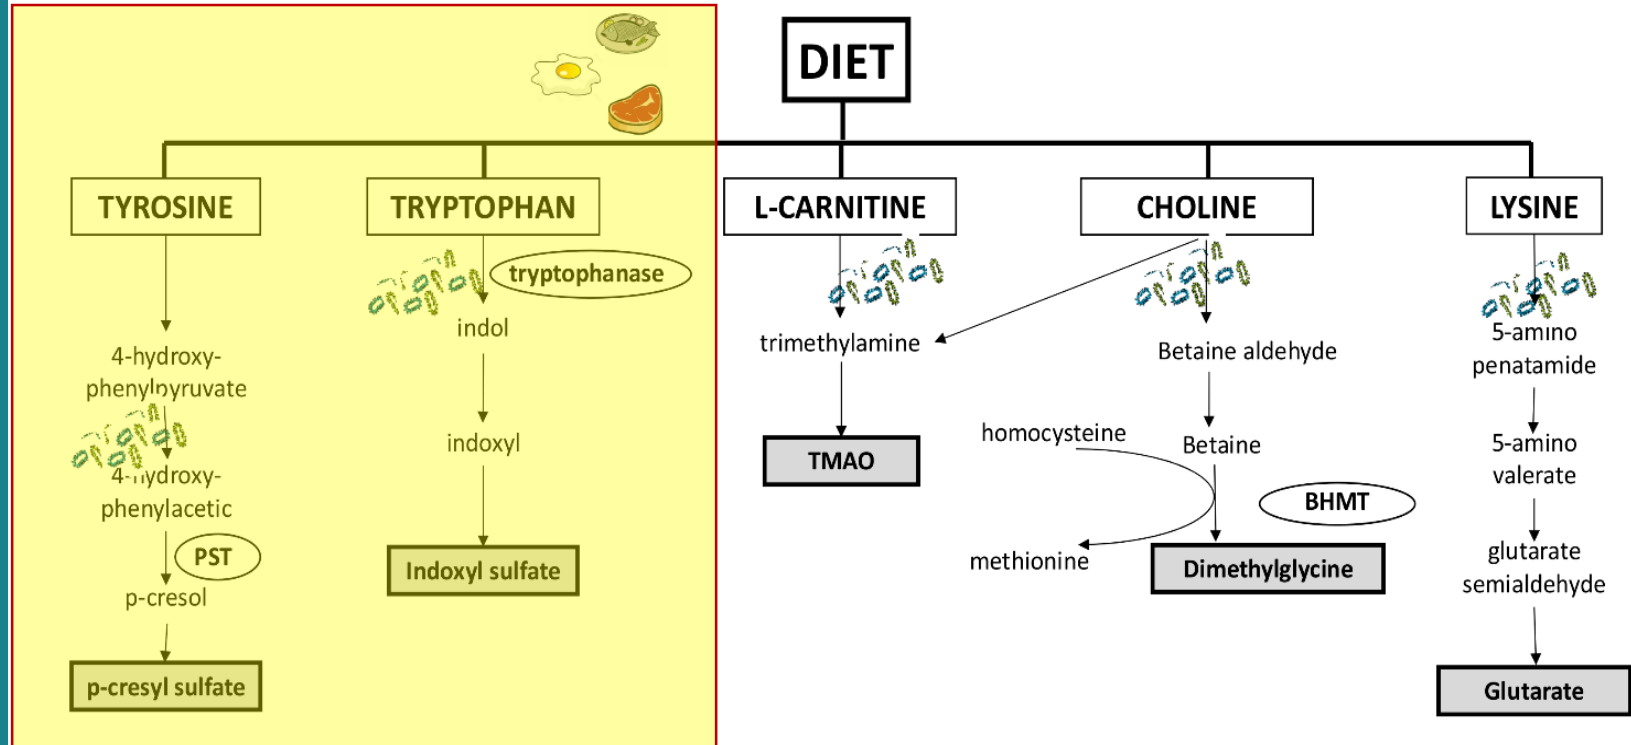 DIET
TYROSINE
TRYPTOPHAN
L-CARNITINE
CHOLINE
LYSINE
tryptophanase
indol
trimethylamine
4-hydroxy-
phenylpyruvate
Betaine aldehyde
5-amino
penatamide
homocysteine
Betaine
indoxyl
TMAO
5-amino
valerate
4-hydroxy-
phenylacetic
BHMT
PST
methionine
Indoxyl sulfate
Dimethylglycine
glutarate
semialdehyde
p-cresol
p-cresyl sulfate
Glutarate